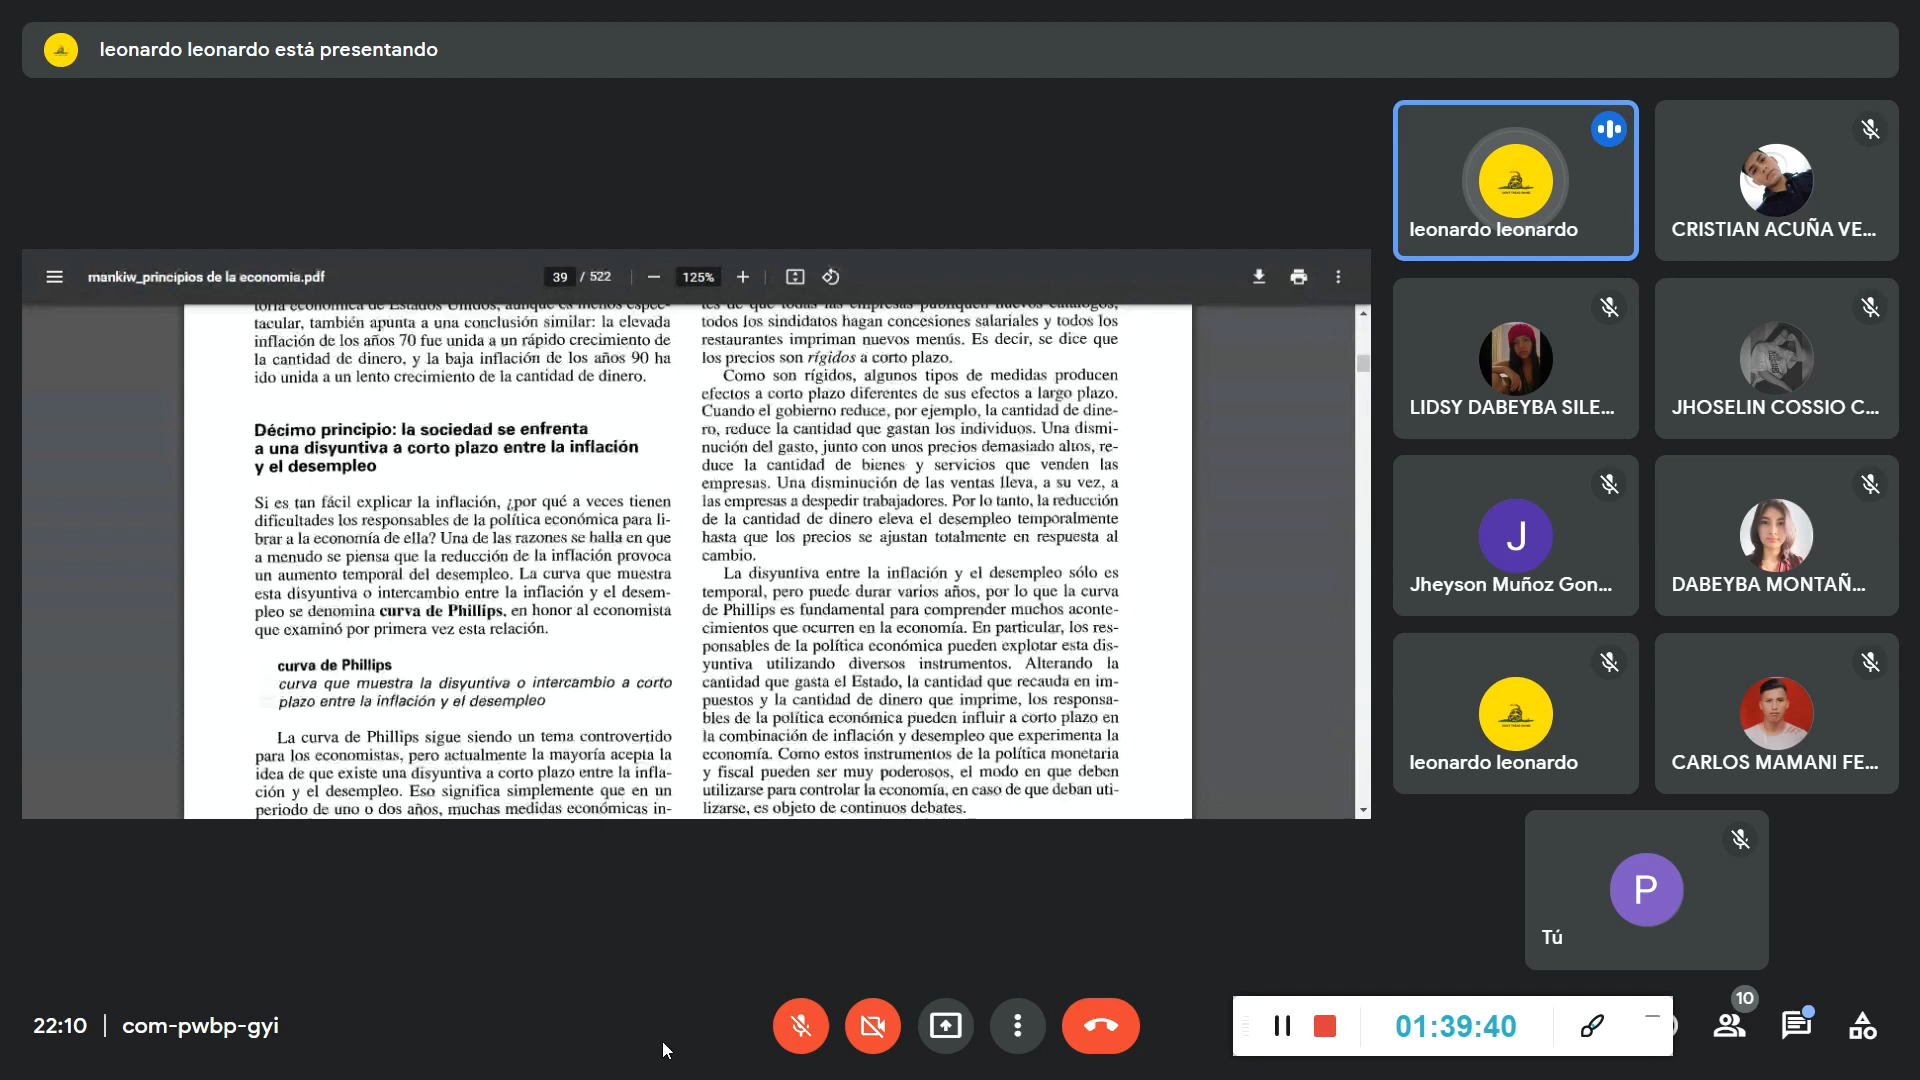 leonardo leonardo está presentando
mankiw_principios de la economia.pdf
39 / 522
125%
toria económica de Estados Unidos, aunque es menos espec-
tacular, también apunta a una conclusión similar: la elevada
inflación de los años 70 fue unida a un rápido crecimiento de
la cantidad de dinero, y la baja inflación de los años 90 ha
ido unida a un lento crecimiento de la cantidad de dinero.
Décimo principio: la sociedad se enfrenta
a una disyuntiva a corto plazo entre la inflación
y el desempleo
Si es tan fácil explicar la inflación, ¿por qué a veces tienen
dificultades los responsables de la política económica para li-
brar a la economía de ella? Una de las razones se halla en que
a menudo se piensa que la reducción de la inflación provoca
un aumento temporal del desempleo. La curva que muestra
esta disyuntiva o intercambio entre la inflación y el desem-
pleo se denomina curva de Phillips, en honor al economista
que examinó por primera vez esta relación.
curva de Phillips
curva que muestra la disyuntiva o intercambio a corto
plazo entre la inflación y el desempleo
La curva de Phillips sigue siendo un tema controvertido
para los economistas, pero actualmente la mayoría acepta la
idea de que existe una disyuntiva a corto plazo entre la infla-
ción y el desempleo. Eso significa simplemente que en un
periodo de uno o dos años, muchas medidas económicas in-
tes de que todas las empresas publiquen nuevos catálogos,
todos los sindidatos hagan concesiones salariales y todos los
restaurantes impriman nuevos menús. Es decir, se dice que
los precios son rígidos a corto plazo.
Como son rígidos, algunos tipos de medidas producen
efectos a corto plazo diferentes de sus efectos a largo plazo.
Cuando el gobierno reduce, por ejemplo, la cantidad de dine-
ro, reduce la cantidad que gastan los individuos. Una dismi-
nución del gasto, junto con unos precios demasiado altos, re-
duce la cantidad de bienes y servicios que venden las
empresas. Una disminución de las ventas lleva, a su vez, a
las empresas a despedir trabajadores. Por lo tanto, la reducción
de la cantidad de dinero eleva el desempleo temporalmente
hasta que los precios se ajustan totalmente en respuesta al
cambio.
La disyuntiva entre la inflación y el desempleo sólo es
temporal, pero puede durar varios años, por lo que la curva
de Phillips es fundamental para comprender muchos aconte-
cimientos que ocurren en la economía. En particular, los res-
ponsables de la política económica pueden explotar esta dis-
yuntiva utilizando diversos instrumentos. Alterando la
cantidad que gasta el Estado, la cantidad que recauda en im-
puestos y la cantidad de dinero que imprime, los responsa-
bles de la política económica pueden influir a corto plazo en
la combinación de inflación y desempleo que experimenta la
economía. Como estos instrumentos de la política monetaria
y fiscal pueden ser muy poderosos, el modo en que deben
utilizarse para controlar la economía, en caso de que deban uti-
lizarse, es objeto de continuos debates.
leonardo leonardo
CRISTIAN ACUÑA VE...
LIDSY DABEYBA SILE...
JHOSELIN COSSIO C...
J
Jheyson Muñoz Gon...
DABEYBA MONTAÑ...
leonardo leonardo
CARLOS MAMANI FE...
P
Tú
22:10 | com-pwbp-gyi
01:39:40
10